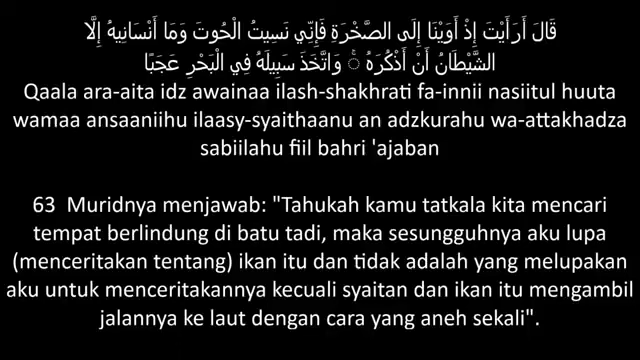 قَالَ أَرَأَيْتَ إِذْ أَوَيْنَا إِلَى الصَّخْرَةِ فَإِنِّي نَسِيتُ الْحُوتَ وَمَا أَنْسَانِيهُ إِلَّا
الشَّيْطَانُ أَنْ أَذْكُرَهُ ۚ وَاتَّخَذَ سَبِيلَهُ فِي الْبَحْرِ عَجَبًا
Qaala ara-aita idz awainaa ilash-shakhrati fa-innii nasiitul huuta
wamaa ansaaniihu ilaasy-syaithaanu an adzkurahu wa-attakhadza
sabiilahu fiil bahri 'ajaban
63 Muridnya menjawab: "Tahukah kamu tatkala kita mencari
tempat berlindung di batu tadi, maka sesungguhnya aku lupa
(menceritakan tentang) ikan itu dan tidak adalah yang melupakan
aku untuk menceritakannya kecuali syaitan dan ikan itu mengambil
jalannya ke laut dengan cara yang aneh sekali".